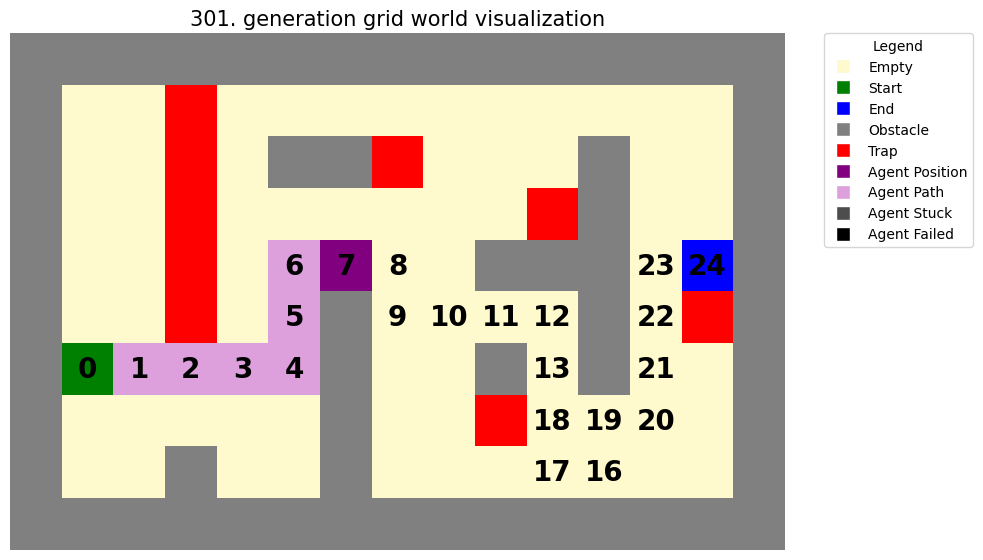 301. generation grid world visualization
Legend
Empty
Start
End
Obstacle
Trap
Agent Position
Agent Path
Agent Stuck
Agent Failed
6 7 8 23 24
5 9 10 11 12 22
0 1 2 3 4 13 21
18 19 20
17 16